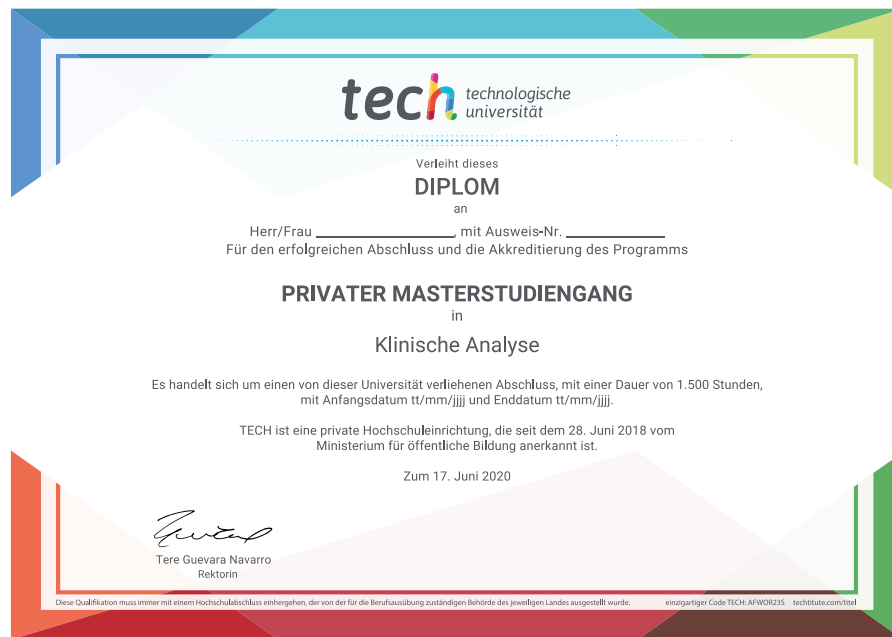 tech technologische
universität
Verleiht dieses
DIPLOM
an
Herr/Frau ____________________, mit Ausweis-Nr. ______________
Für den erfolgreichen Abschluss und die Akkreditierung des Programms
PRIVATER MASTERSTUDIENGANG
in
Klinische Analyse
Es handelt sich um einen von dieser Universität verliehenen Abschluss, mit einer Dauer von 1.500 Stunden,
mit Anfangsdatum tt/mm/jjjj und Enddatum tt/mm/jjjj.
TECH ist eine private Hochschuleinrichtung, die seit dem 28. Juni 2018 vom
Ministerium für öffentliche Bildung anerkannt ist.
Zum 17. Juni 2020
Tere Guevara Navarro
Rektorin
Diese Qualifikation muss immer mit einem Hochschulabschluss einhergehen, der von der für die Berufsausübung zuständigen Behörde des jeweiligen Landes ausgestellt wurde. einzigartiger Code TECH: AFWOR23S techtitute.com/titel